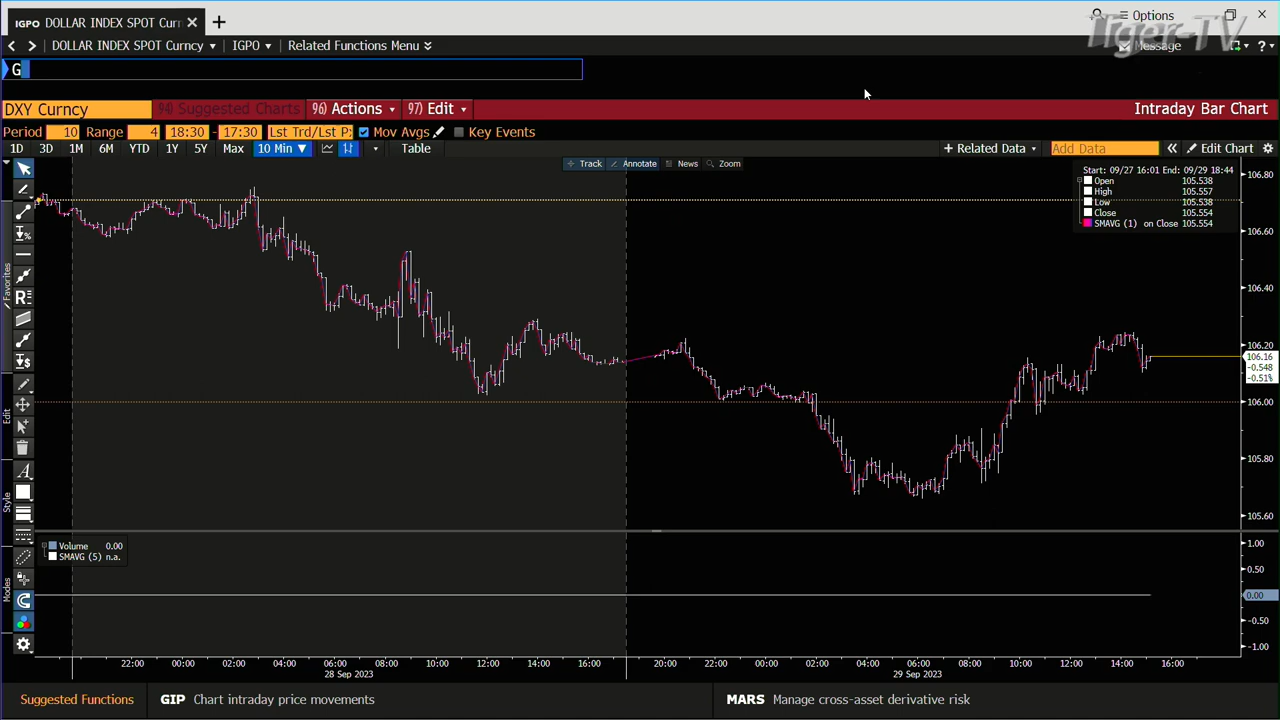 IGPO DOLLAR INDEX SPOT Curr
Options
Tiger-TV
DOLLAR INDEX SPOT Curncy IGPO Related Functions Menu
Message
G
DXY Curncy 94) Suggested Charts 96) Actions 97) Edit Intraday Bar Chart
Period 10 Range 4 18:30 - 17:30 Lst Trd/Lst P Mov Avgs Key Events
1D 3D 1M 6M YTD 1Y 5Y Max 10 Min Table + Related Data Add Data Edit Chart
Track Annotate News Zoom
Start: 09/27 16:01 End: 09/29 18:44
Open 105.538
High 105.557
Low 105.538
Close 105.554
SMAVG (1) on Close 105.554
106.80
106.60
106.40
106.20
106.16
-0.548
-0.51%
106.00
105.80
105.60
Favorites
Edit
Style
Modes
Volume 0.00
SMAVG (5) n.a.
1.00
0.50
0.00
-0.50
-1.00
22:00 00:00 02:00 04:00 06:00 08:00 10:00 12:00 14:00 16:00 20:00 22:00 00:00 02:00 04:00 06:00 08:00 10:00 12:00 14:00 16:00
28 Sep 2023 29 Sep 2023
Suggested Functions GIP Chart intraday price movements MARS Manage cross-asset derivative risk